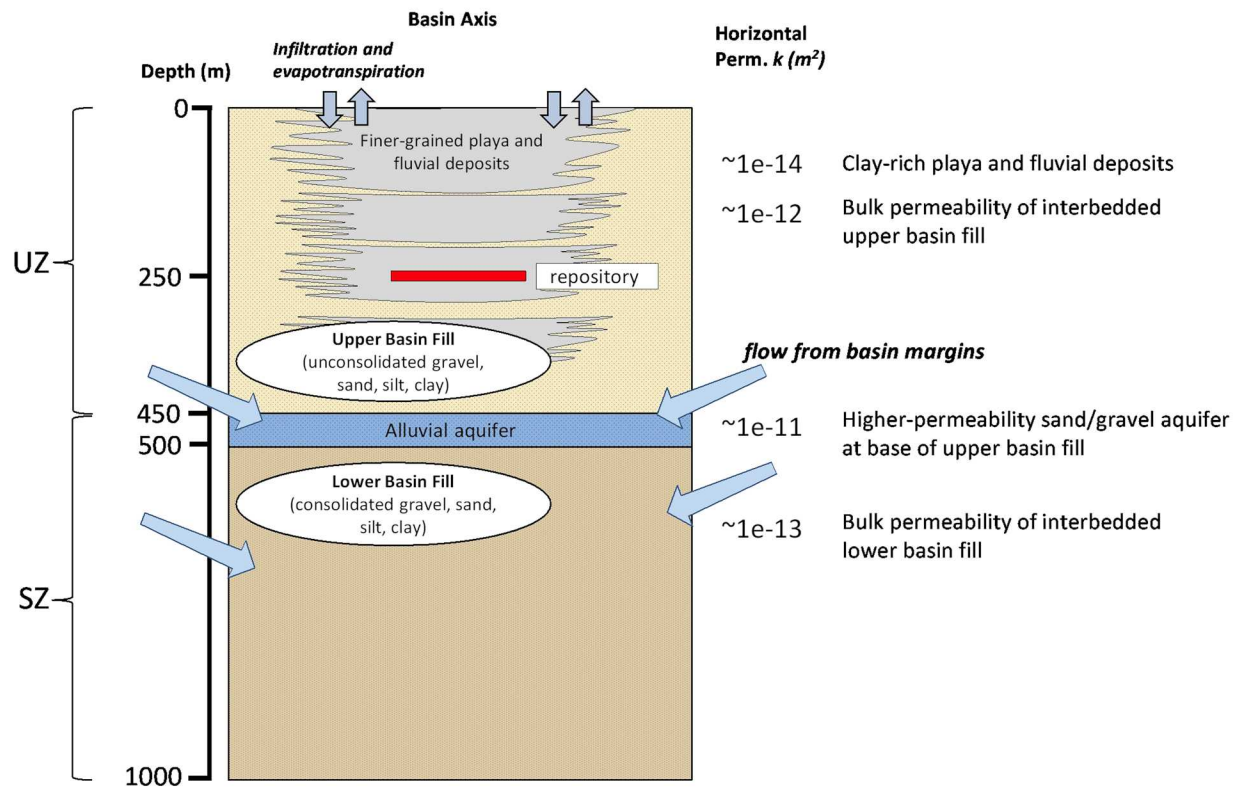 Basin Axis
Infiltration and
evapotranspiration
Horizontal
Perm. k (m²)
Depth (m)
0
Finer-grained playa and
fluvial deposits
~1e-14 Clay-rich playa and fluvial deposits
~1e-12 Bulk permeability of interbedded
upper basin fill
UZ
250
repository
Upper Basin Fill
(unconsolidated gravel,
sand, silt, clay)
flow from basin margins
450
Alluvial aquifer
~1e-11 Higher-permeability sand/gravel aquifer
at base of upper basin fill
500
Lower Basin Fill
(consolidated gravel, sand,
silt, clay)
~1e-13 Bulk permeability of interbedded
lower basin fill
SZ
1000